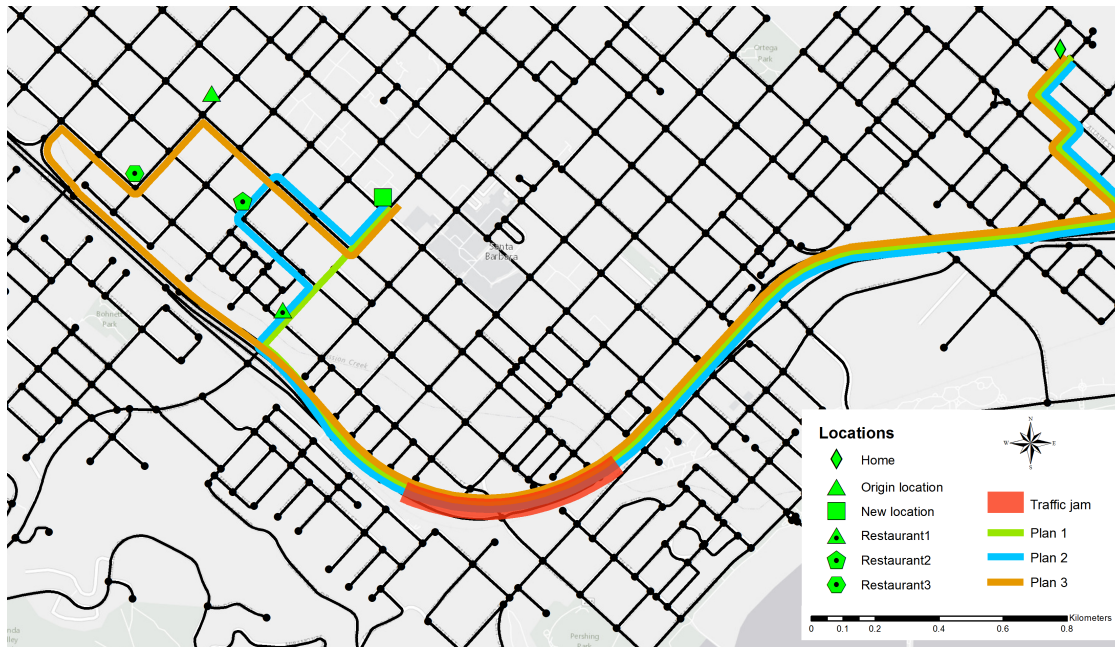 Ortega
Park
Santa
Barbara
Bohnett
Park
Pershing
Park
Locations
N
W
E
S
Home
Origin location
New location
Restaurant1
Restaurant2
Restaurant3
Traffic jam
Plan 1
Plan 2
Plan 3
Kilometers
0 0.1 0.2 0.4 0.6 0.8